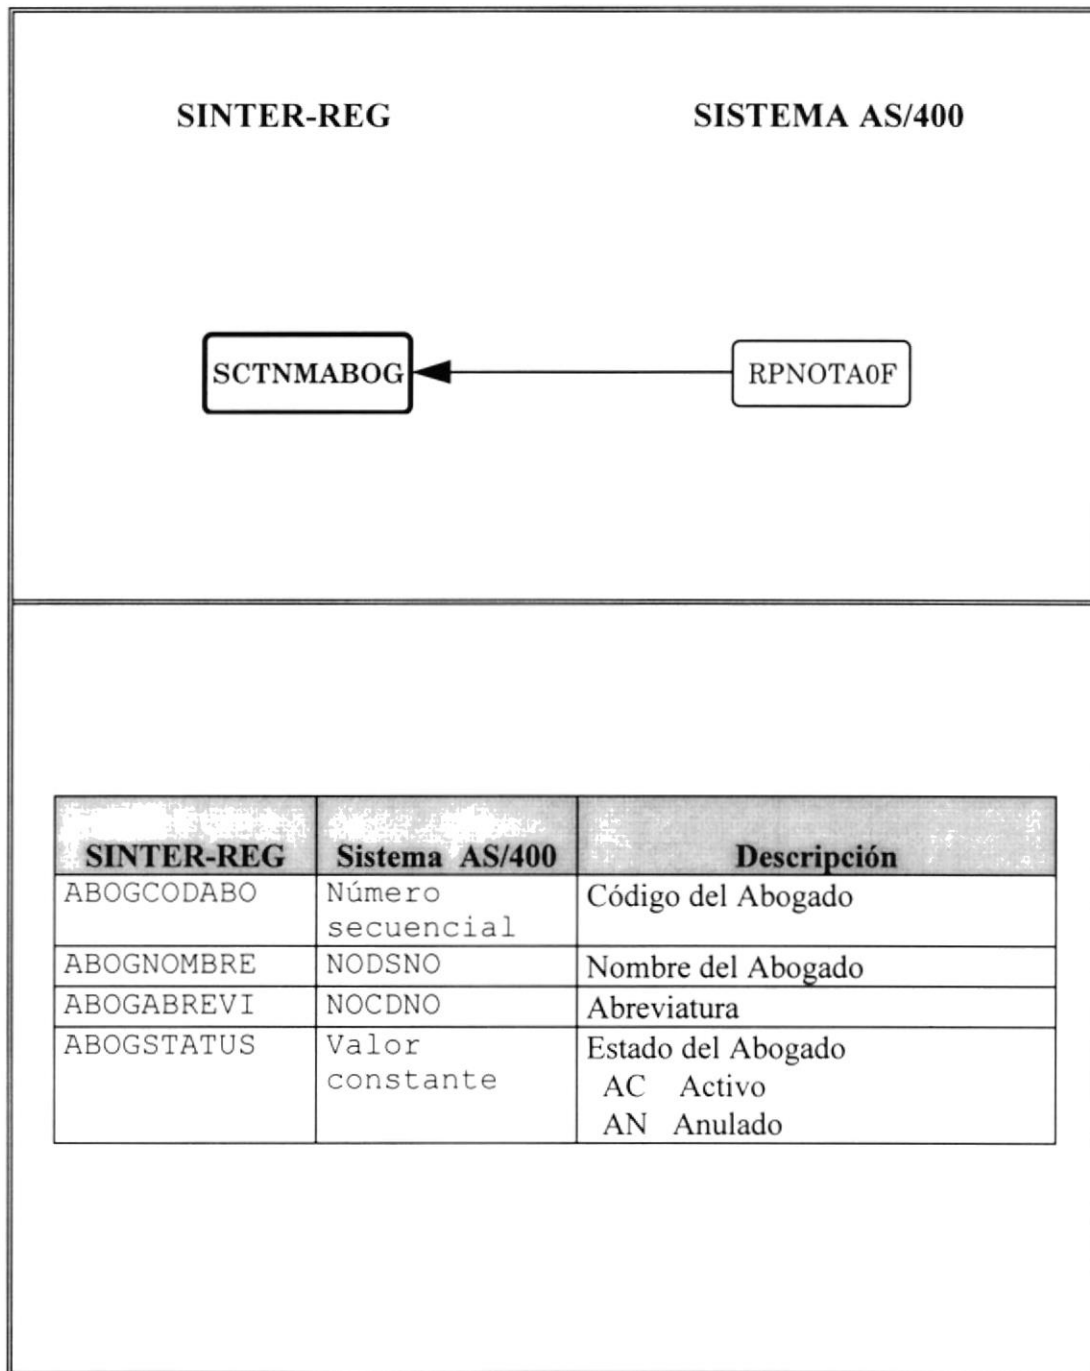 SINTER-REG SISTEMA AS/400
SCTNMABOG RPNOTA0F
SINTER-REG Sistema AS/400 Descripción
ABOGCODABO Número secuencial Código del Abogado
ABOGNOMBRE NODSNO Nombre del Abogado
ABOGABREVI NOCDNO Abreviatura
ABOGSTATUS Valor constante Estado del Abogado
AC Activo
AN Anulado